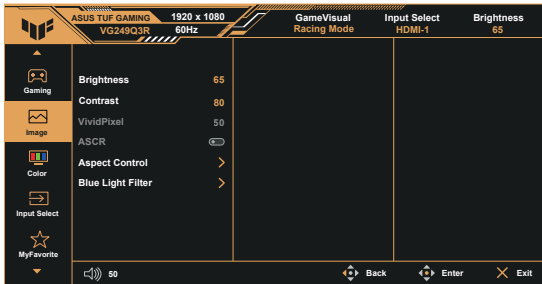 ASUS TUF GAMING 1920 x 1080
VG249Q3R 60Hz
GameVisual
Racing Mode
Input Select
HDMI-1
Brightness
65
Gaming
Image
Color
Input Select
MyFavorite
Brightness 65
Contrast 80
VividPixel 50
ASCR
Aspect Control
Blue Light Filter
50
Back
Enter
Exit